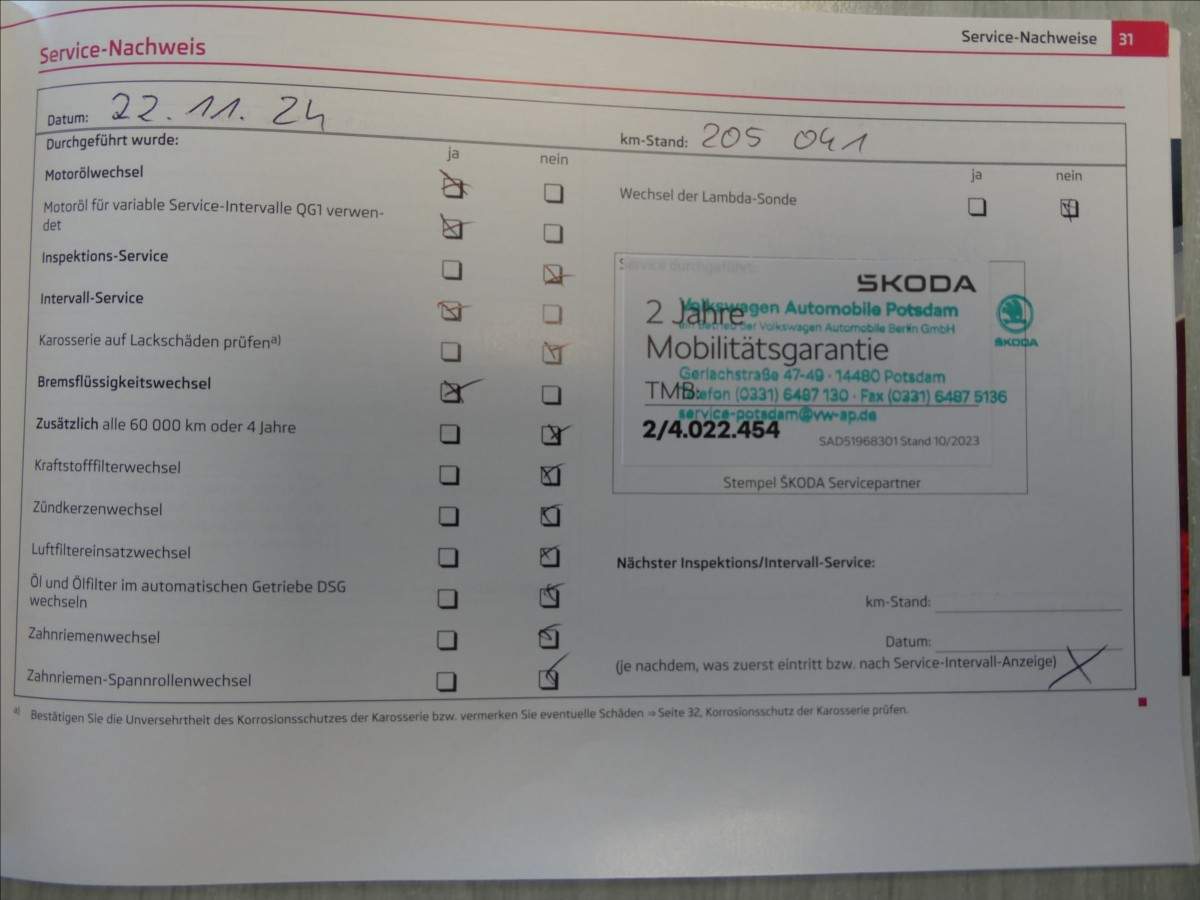 Service-Nachweise 31
Service-Nachweis
Datum: 22.11.24
km-Stand: 205 041
Durchgeführt wurde:
ja nein
Motorölwechsel
Motoröl für variable Service-Intervalle QG1 verwen-
det
Inspektions-Service
Intervall-Service
Karosserie auf Lackschäden prüfen a)
Bremsflüssigkeitswechsel
Zusätzlich alle 60 000 km oder 4 Jahre
Kraftstofffilterwechsel
Zündkerzenwechsel
Luftfiltereinsatzwechsel
Öl und Ölfilter im automatischen Getriebe DSG
wechseln
Zahnriemenwechsel
Zahnriemen-Spannrollenwechsel
ja nein
Wechsel der Lambda-Sonde
Service durchgeführt:
ŠKODA
2 Jahre
Mobilitätsgarantie
TMB:
2/4.022.454
SAD51968301 Stand 10/2023
Volkswagen Automobile Potsdam
ein Betrieb der Volkswagen Automobile Berlin GmbH
Gerlachstraße 47-49 · 14480 Potsdam
Telefon (0331) 6487 130 · Fax (0331) 6487 5136
service-potsdam@vw-ap.de
ŠKODA
Stempel ŠKODA Servicepartner
Nächster Inspektions/Intervall-Service:
km-Stand:
Datum:
(je nachdem, was zuerst eintritt bzw. nach Service-Intervall-Anzeige)
a) Bestätigen Sie die Unversehrtheit des Korrosionsschutzes der Karosserie bzw. vermerken Sie eventuelle Schäden ⇒ Seite 32, Korrosionsschutz der Karosserie prüfen.